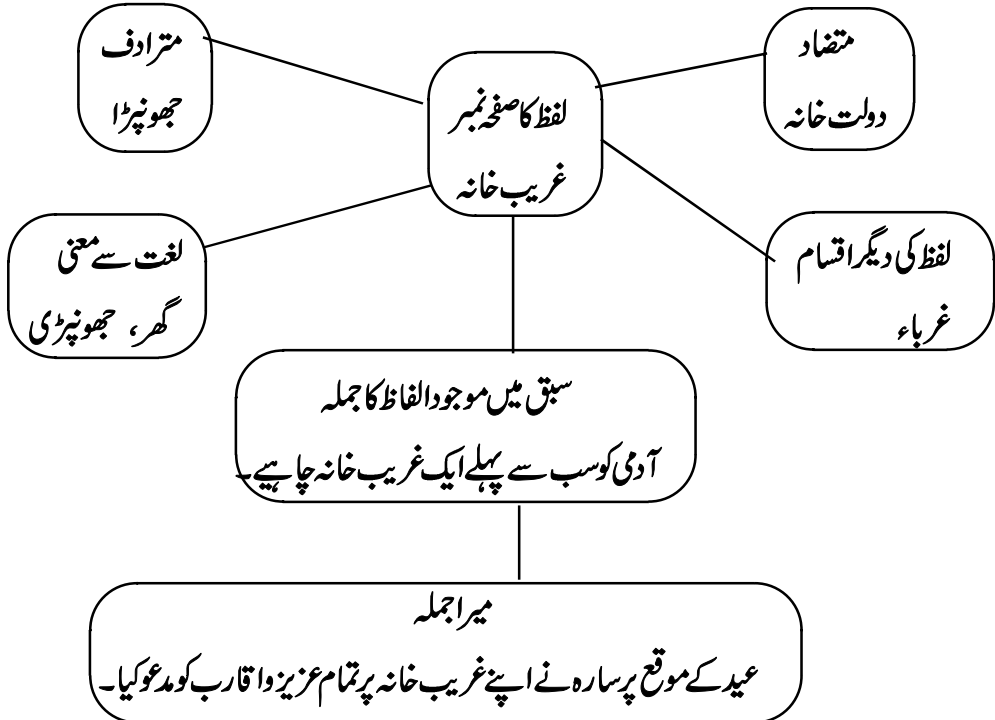 متضاد
دولت خانہ
لفظ کا صفحہ نمبر
غریب خانہ
مترادف
جھونپڑا
لفظ کی دیگر اقسام
غرباء
لغت سے معنی
گھر، جھونپڑی
سبق میں موجود الفاظ کا جملہ
آدمی کو سب سے پہلے ایک غریب خانہ چاہیے۔
میرا جملہ
عید کے موقع پر سارہ نے اپنے غریب خانہ پر تمام عزیز و اقارب کو مدعو کیا۔